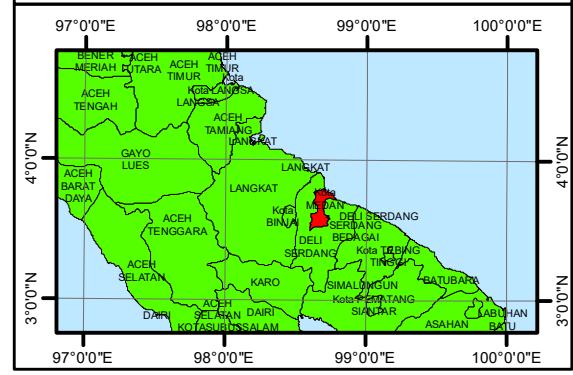 97°0'0"E 98°0'0"E 99°0'0"E 100°0'0"E
BENER
MERIAH
ACEH
UTARA
ACEH
TIMUR
ACEH
TIMUR
Kota
LANGSA
Kota
LANGSA
ACEH
TENGAH
ACEH
TAMIANG
LANGKAT
4°0'0"N
4°0'0"N
GAYO
LUES
LANGKAT
LANGKAT
ACEH
BARAT
DAYA
Kota
MEDAN
Kota
BINJAI
DELI SERDANG
SERDANG
BEDAGAI
ACEH
TENGGARA
DELI
SERDANG
Kota TEBING
TINGGI
ACEH
SELATAN
KARO
SIMALUNGUN
BATUBARA
3°0'0"N
3°0'0"N
Kota PEMATANG
SIANTAR
DAIRI
ACEH
SELATAN
DAIRI
KOTASUBUSSALAM
ASAHAN
LABUHAN
BATU
97°0'0"E 98°0'0"E 99°0'0"E 100°0'0"E